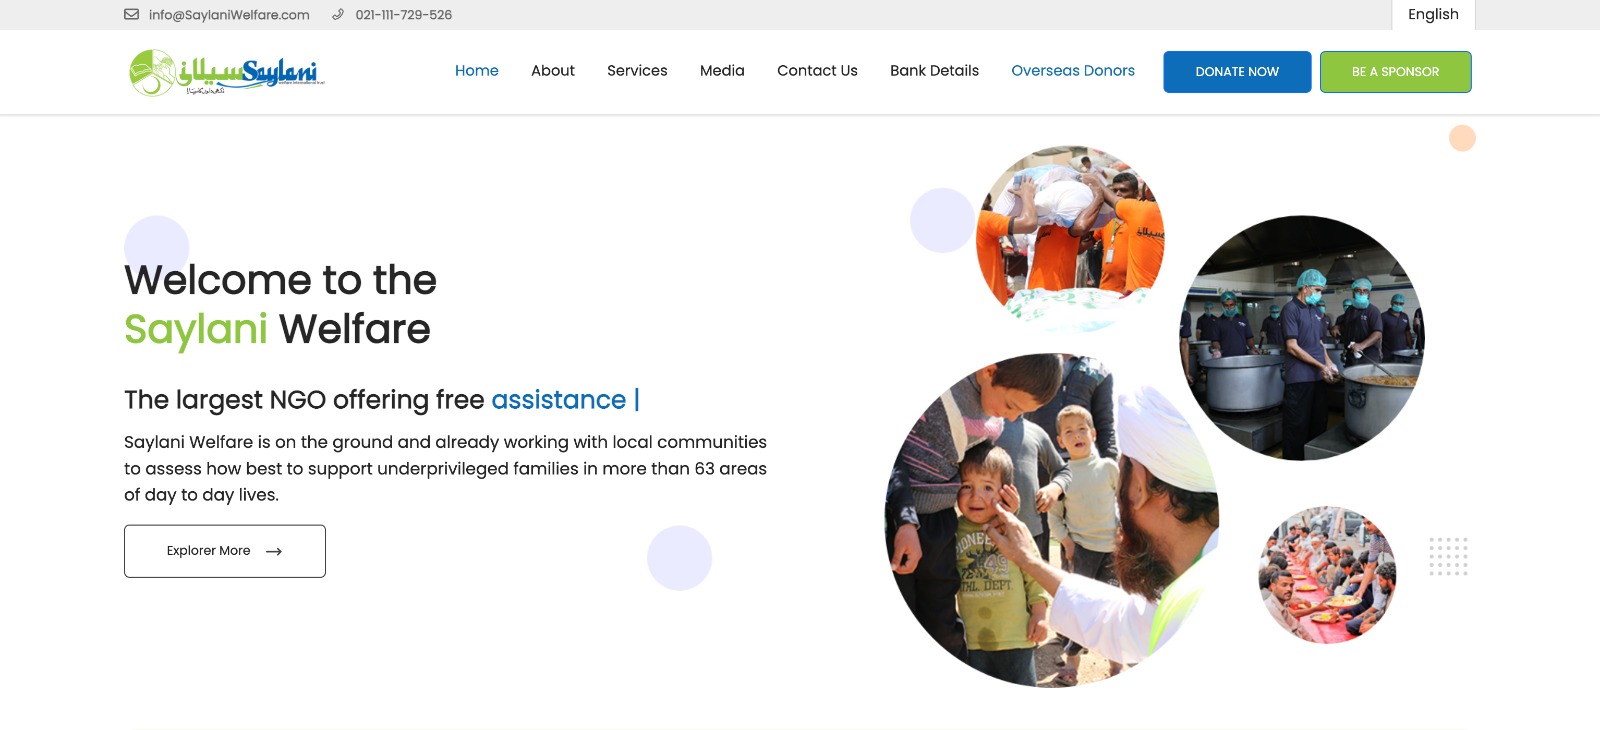 info@SaylaniWelfare.com 021-111-729-526 English
سیلانی Saylani
Home About Services Media Contact Us Bank Details Overseas Donors DONATE NOW BE A SPONSOR
Welcome to the
Saylani Welfare
The largest NGO offering free assistance |
Saylani Welfare is on the ground and already working with local communities
to assess how best to support underprivileged families in more than 63 areas
of day to day lives.
Explorer More
PIONEE
49